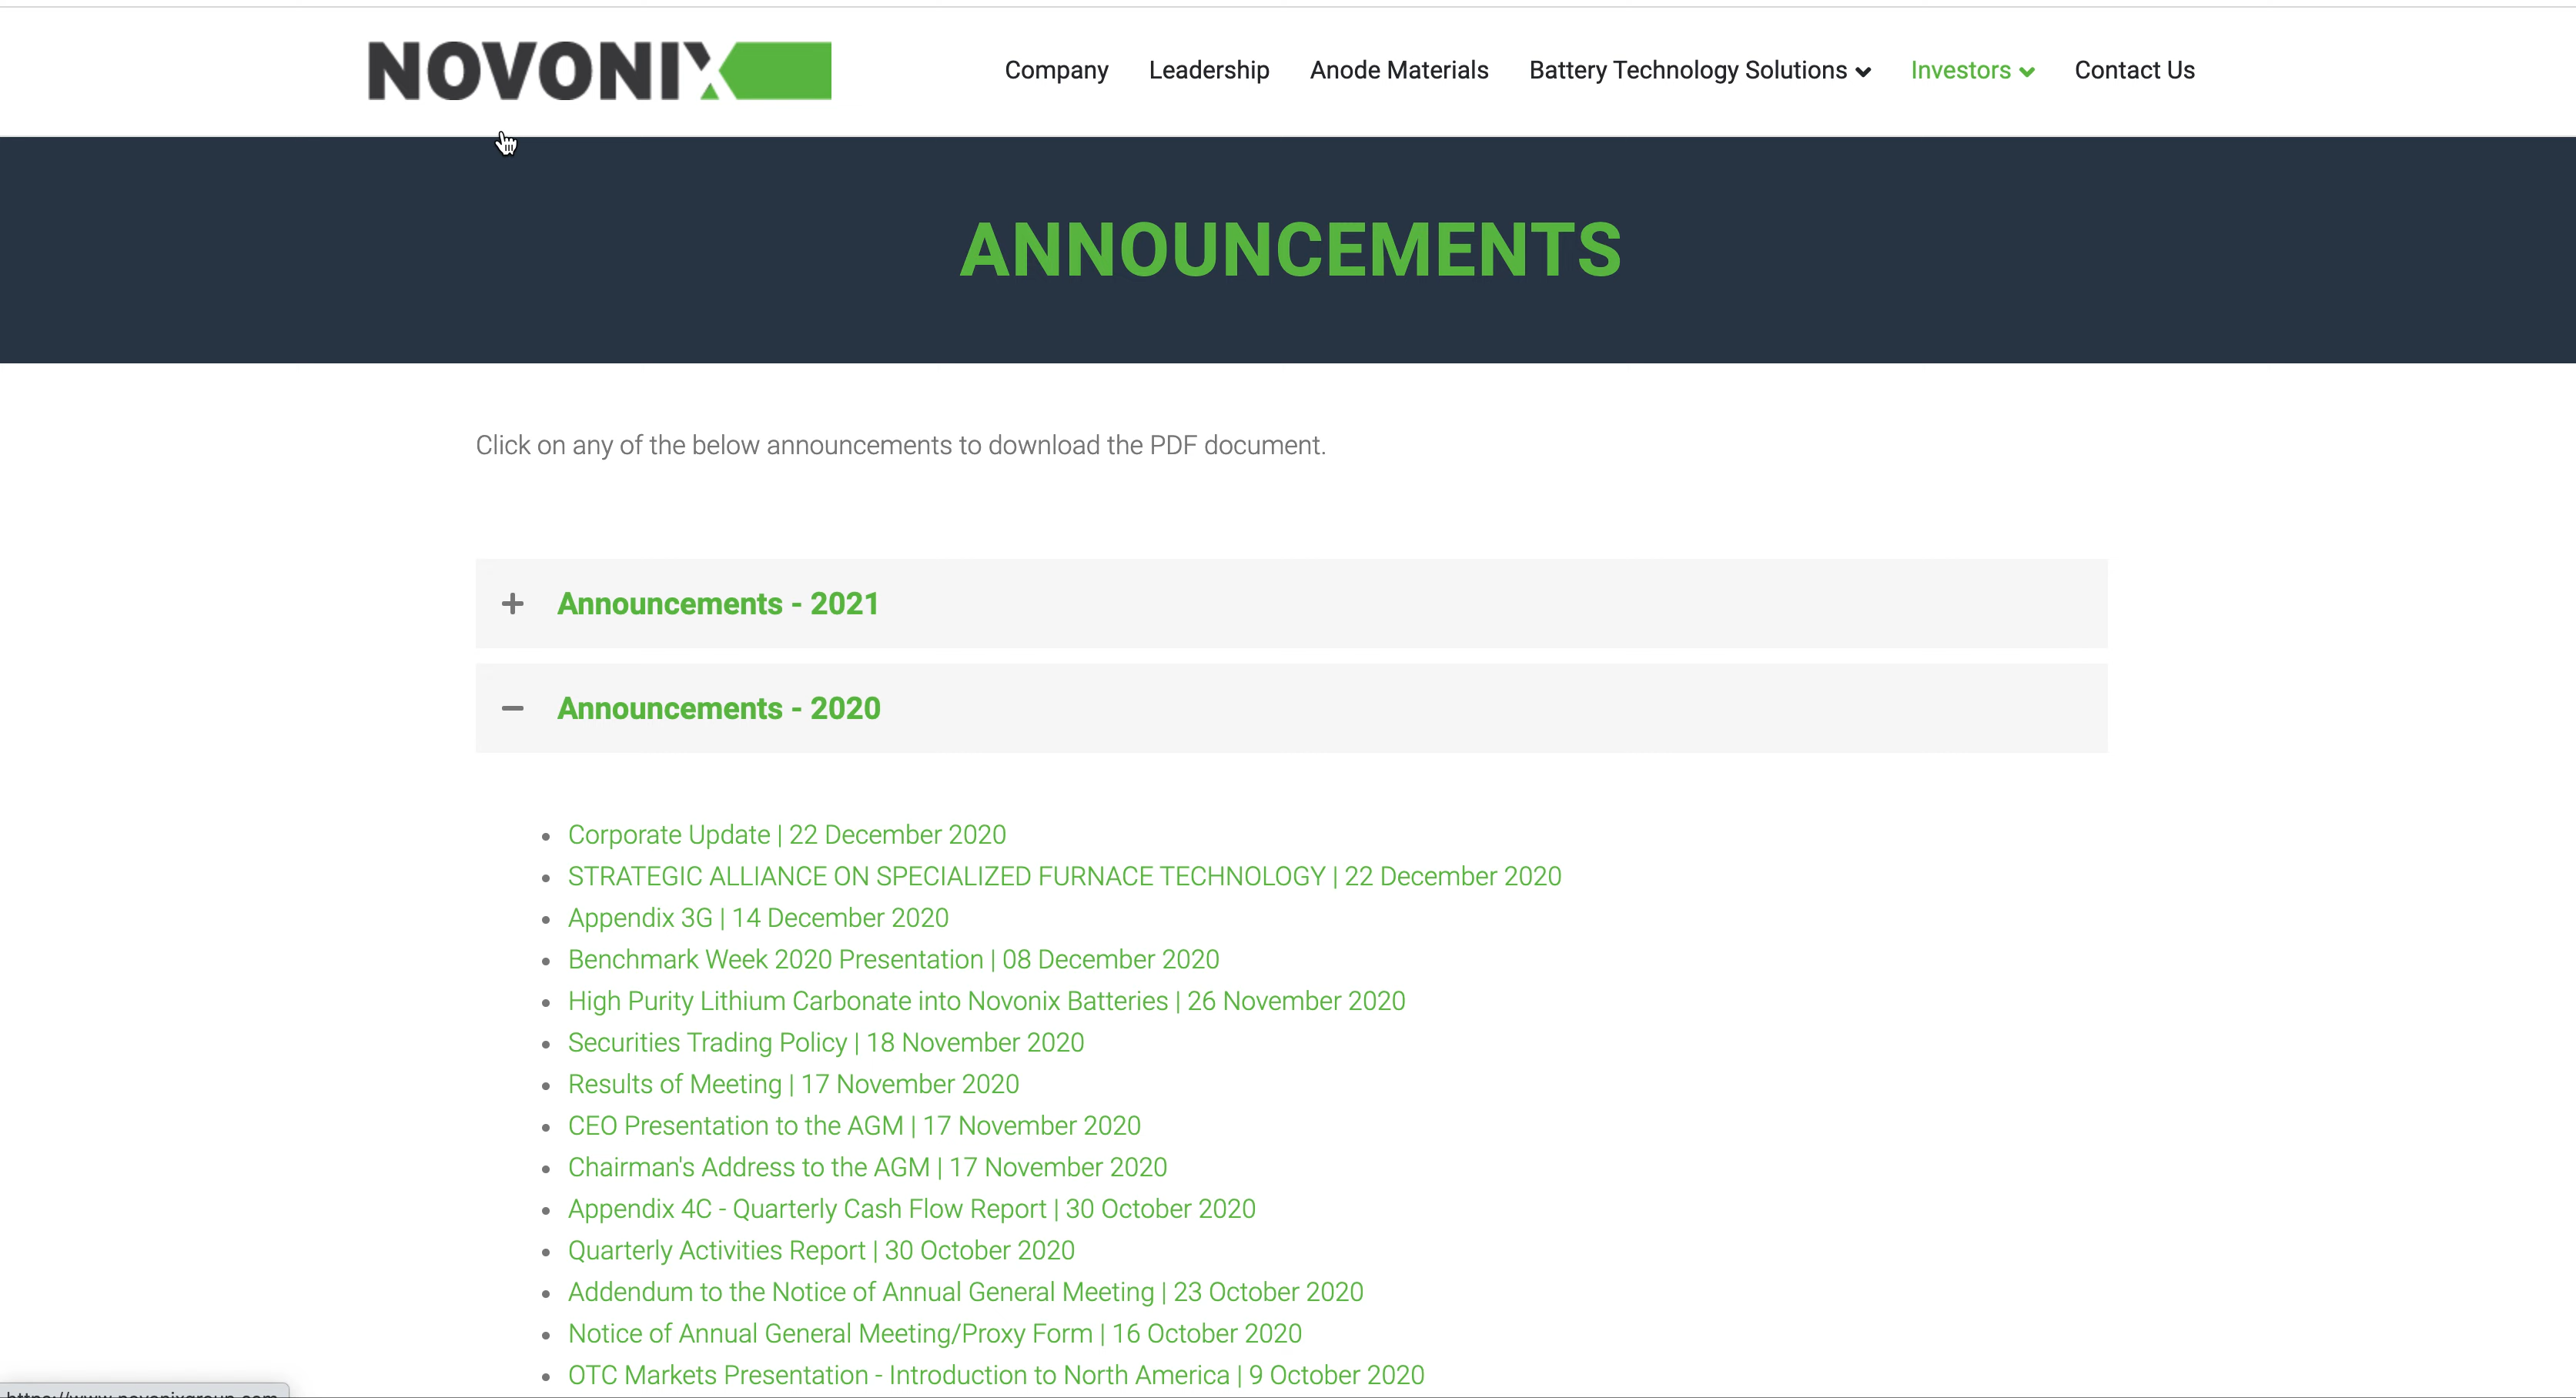 NOVONIX
Company Leadership Anode Materials Battery Technology Solutions Investors Contact Us
ANNOUNCEMENTS
Click on any of the below announcements to download the PDF document.
Announcements - 2021
Announcements - 2020
Corporate Update | 22 December 2020
STRATEGIC ALLIANCE ON SPECIALIZED FURNACE TECHNOLOGY | 22 December 2020
Appendix 3G | 14 December 2020
Benchmark Week 2020 Presentation | 08 December 2020
High Purity Lithium Carbonate into Novonix Batteries | 26 November 2020
Securities Trading Policy | 18 November 2020
Results of Meeting | 17 November 2020
CEO Presentation to the AGM | 17 November 2020
Chairman's Address to the AGM | 17 November 2020
Appendix 4C - Quarterly Cash Flow Report | 30 October 2020
Quarterly Activities Report | 30 October 2020
Addendum to the Notice of Annual General Meeting | 23 October 2020
Notice of Annual General Meeting/Proxy Form | 16 October 2020
OTC Markets Presentation - Introduction to North America | 9 October 2020
https://www.novonixgroup.com